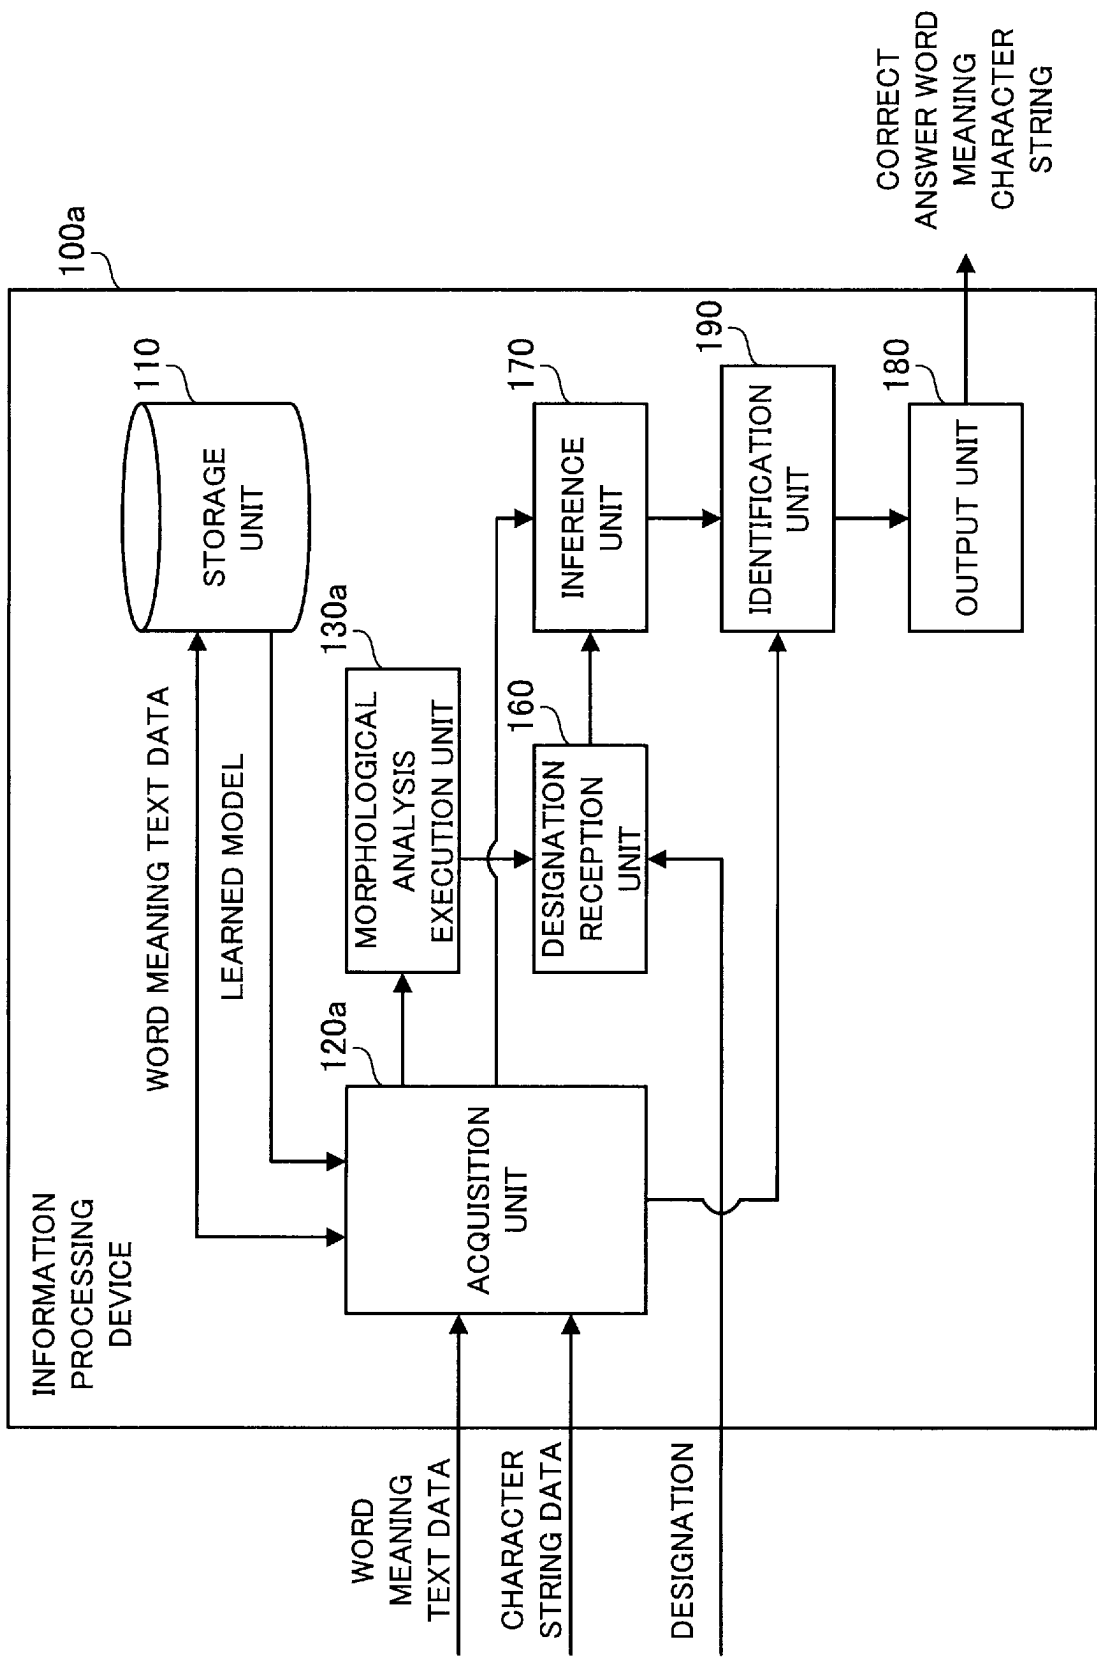 INFORMATION
PROCESSING
DEVICE
100a
WORD MEANING TEXT DATA
LEARNED MODEL
110
STORAGE
UNIT
120a
ACQUISITION
UNIT
130a
MORPHOLOGICAL
ANALYSIS
EXECUTION UNIT
160
DESIGNATION
RECEPTION
UNIT
170
INFERENCE
UNIT
190
IDENTIFICATION
UNIT
180
OUTPUT UNIT
WORD
MEANING
TEXT DATA
CHARACTER
STRING DATA
DESIGNATION
CORRECT
ANSWER WORD
MEANING
CHARACTER
STRING